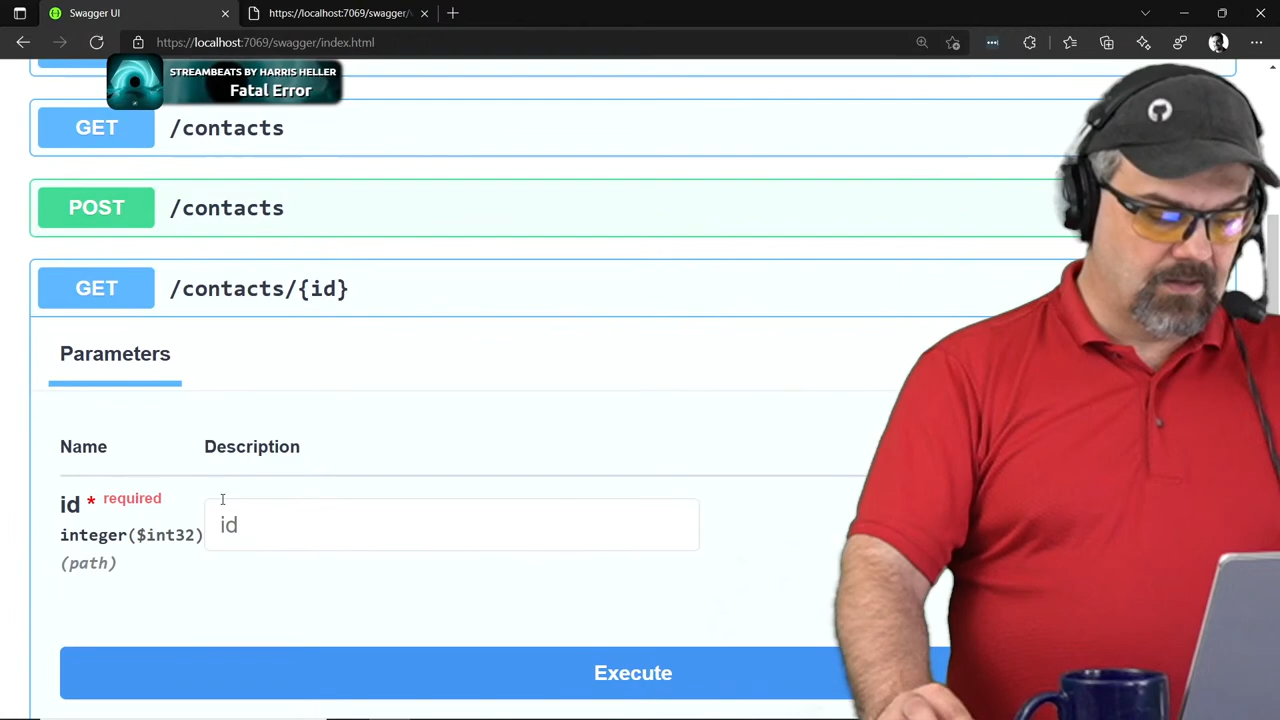 Swagger UI
https://localhost:7069/swagger/
https://localhost:7069/swagger/index.html
STREAMBEATS BY HARRIS HELLER
Fatal Error
GET /contacts
POST /contacts
GET /contacts/{id}
Parameters
Name Description
id * required
integer($int32)
(path)
id
Execute